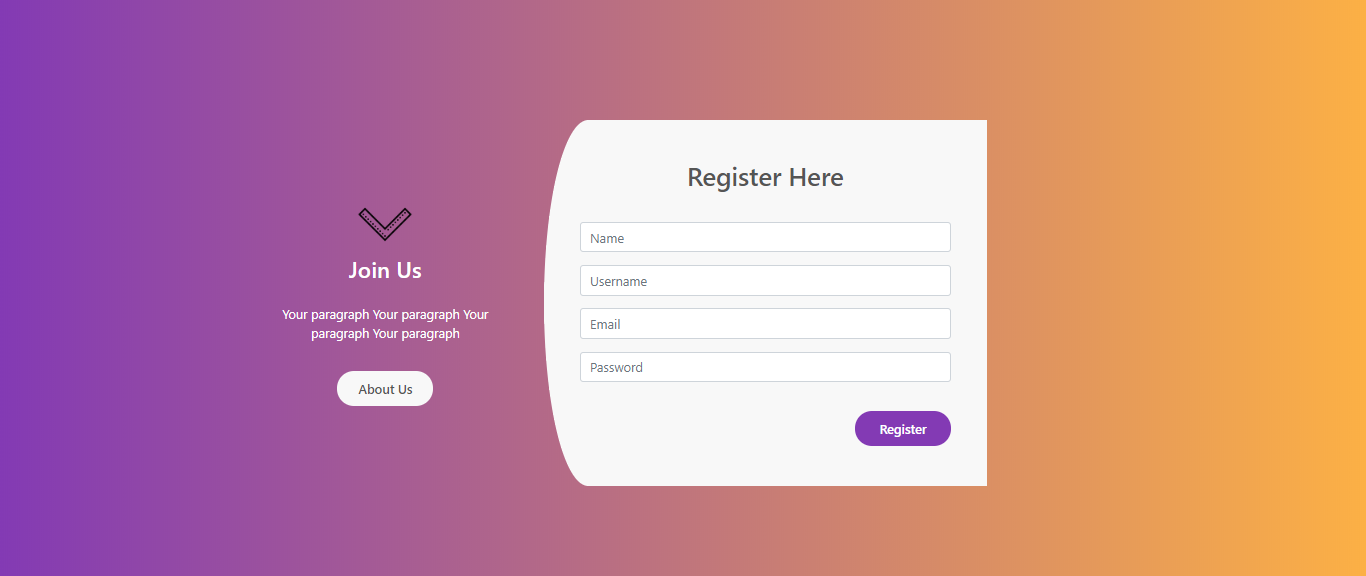 Join Us
Your paragraph Your paragraph Your
paragraph Your paragraph
About Us
Register Here
Name
Username
Email
Password
Register